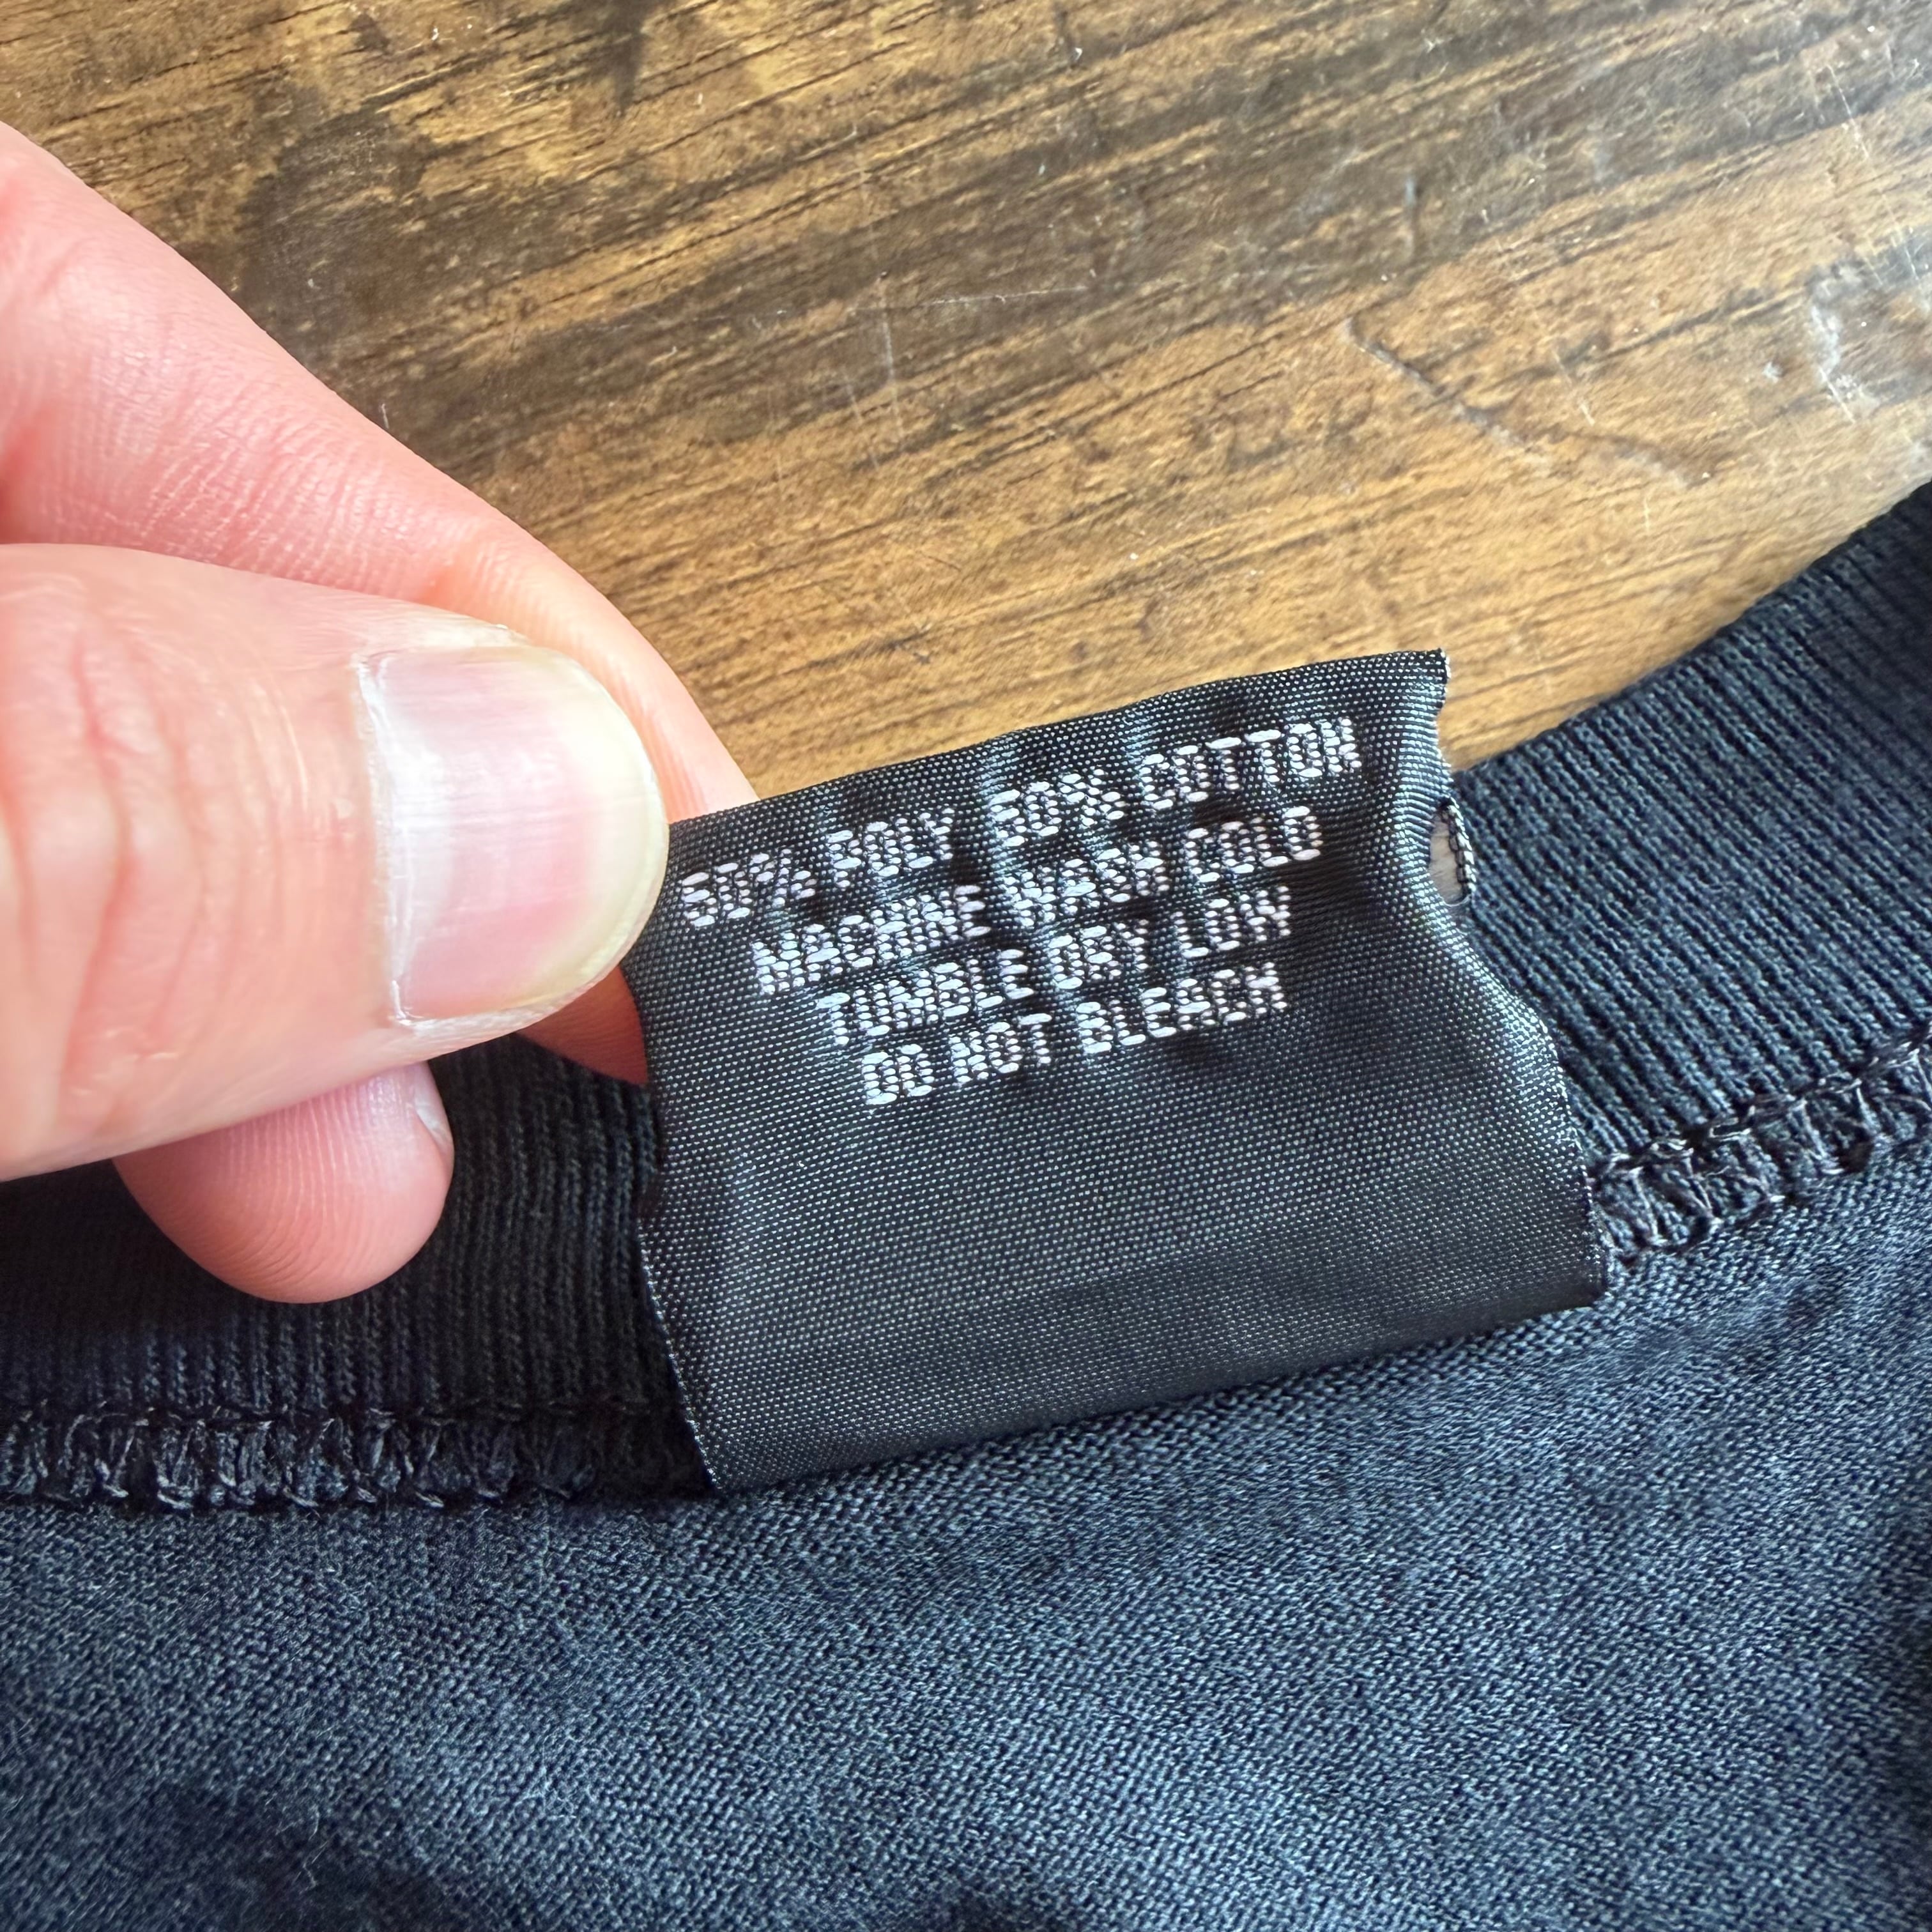 50% POLY 50% COTTON
MACHINE WASH COLD
TUMBLE DRY LOW
DO NOT BLEACH